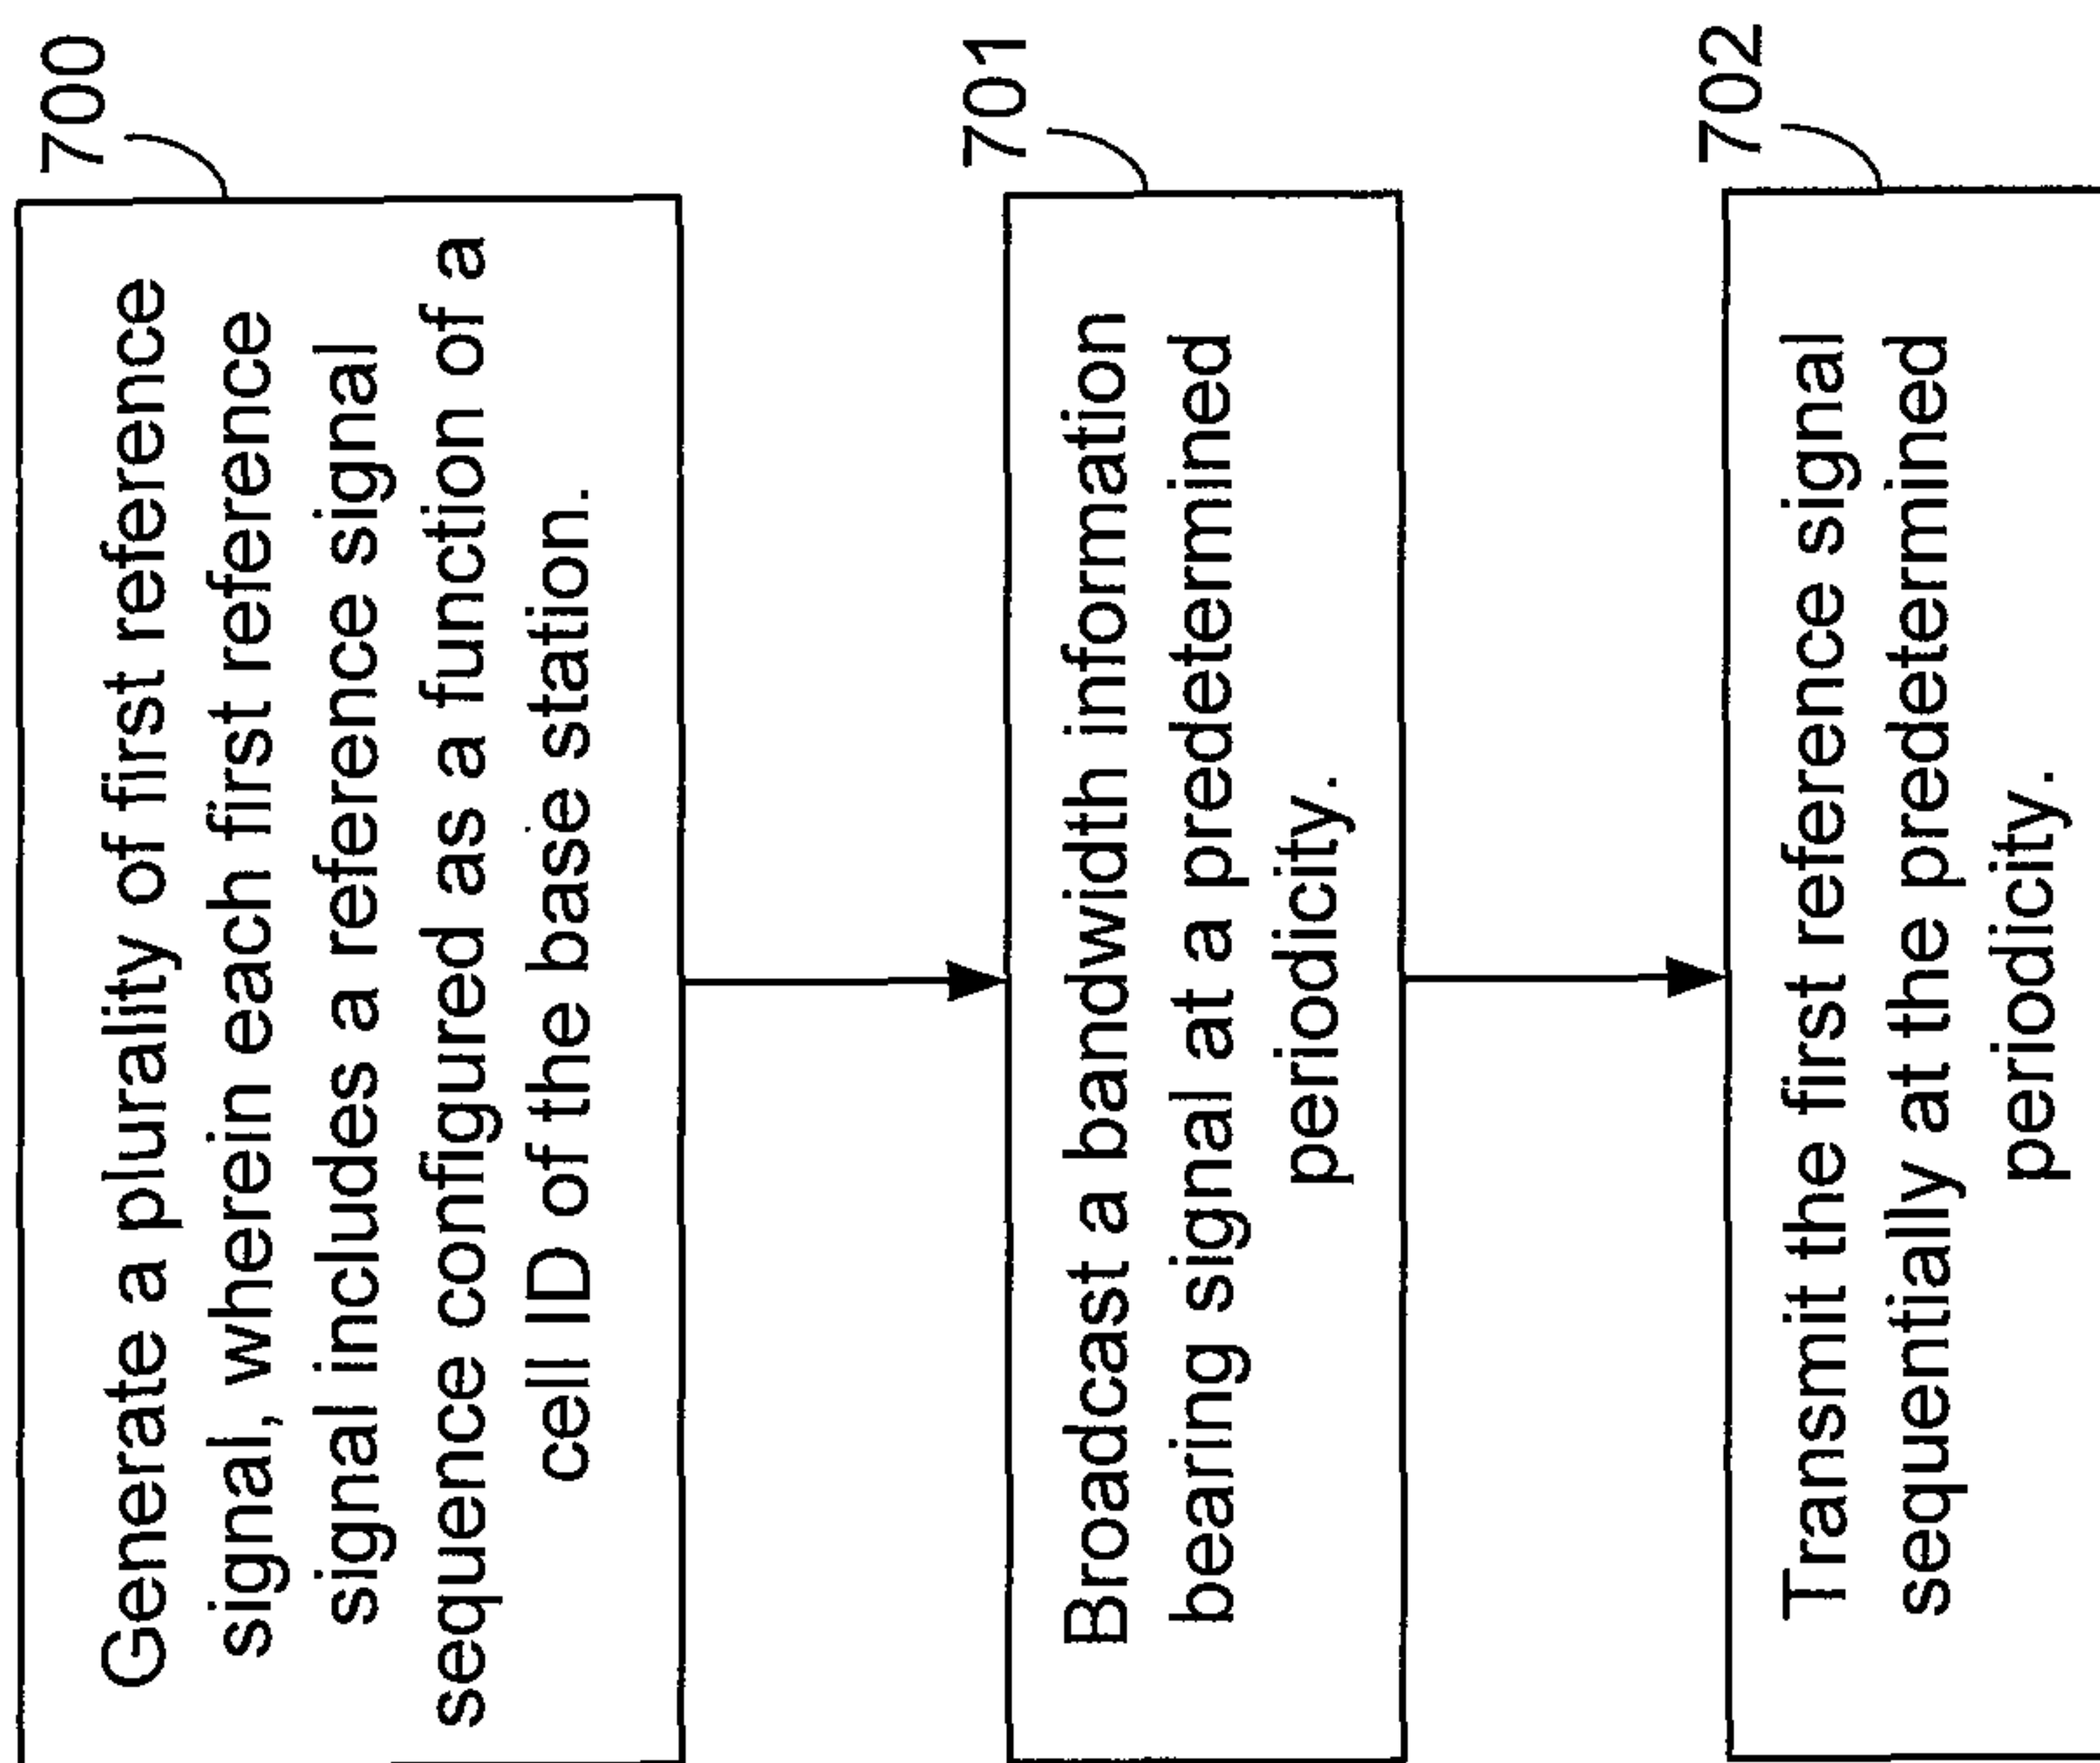 700
Generate a plurality of first reference
signal, wherein each first reference
signal includes a reference signal
sequence configured as a function of a
cell ID of the base station.
701
Broadcast a bandwidth information
bearing signal at a predetermined
periodicity.
702
Transmit the first reference signal
sequentially at the predetermined
periodicity.